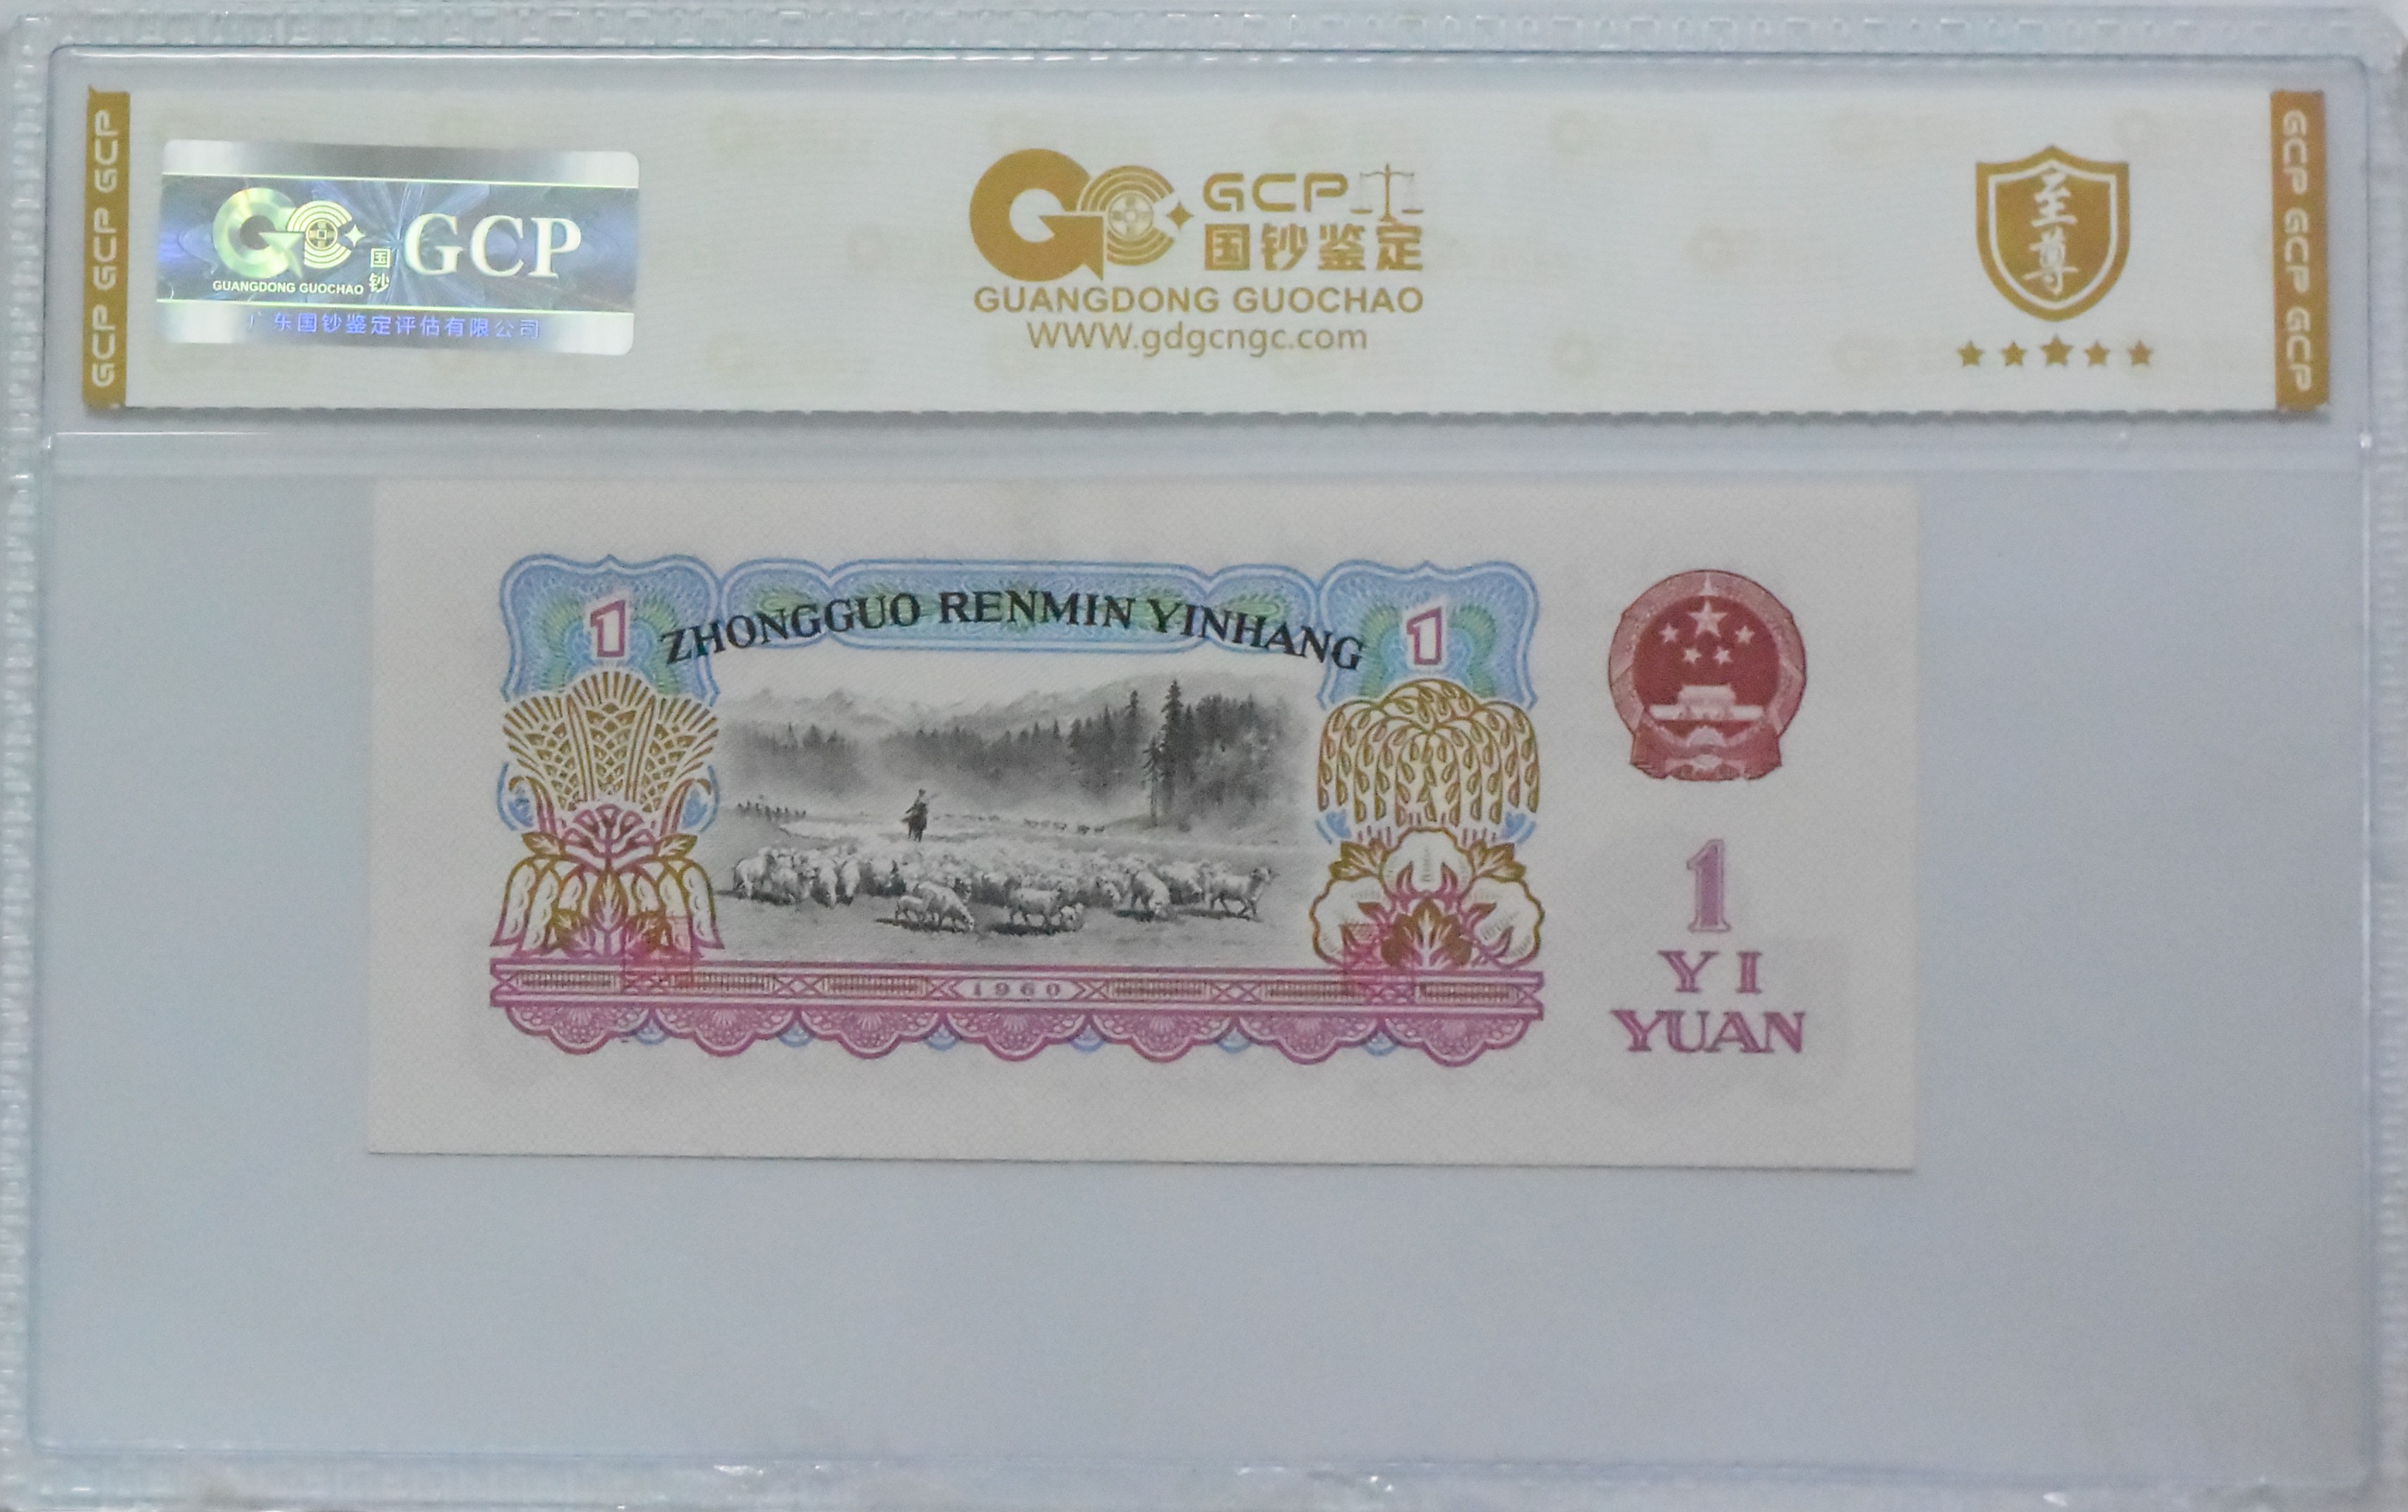 GCP GCP GCP
国钞
GCP
GUANGDONG GUOCHAO
广东国钞鉴定评估有限公司
GCP
国钞鉴定
GUANGDONG GUOCHAO
WWW.gdgcngc.com
至尊
GCP GCP GCP
1
ZHONGGUO RENMIN YINHANG
1
1960
1
YI
YUAN